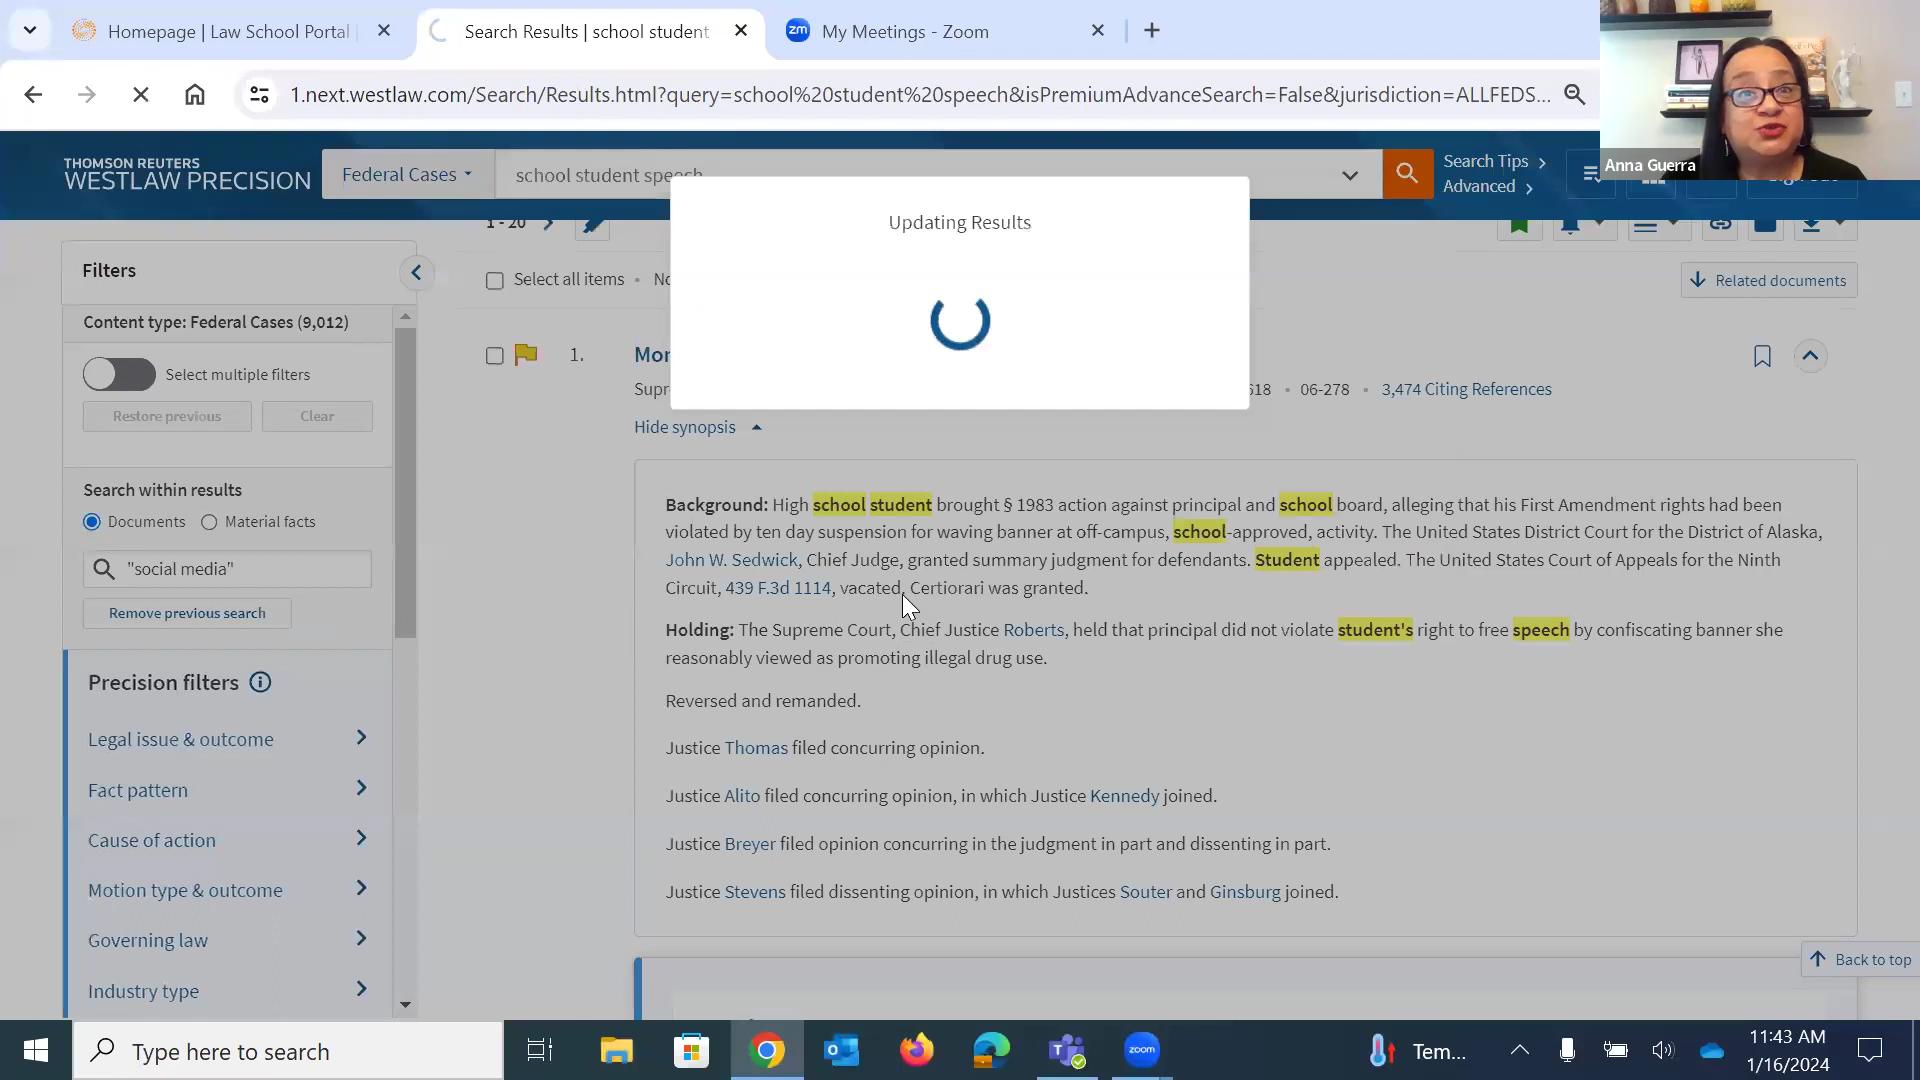 Homepage | Law School Portal
Search Results | school student
zm My Meetings - Zoom
1.next.westlaw.com/Search/Results.html?query=school%20student%20speech&isPremiumAdvanceSearch=False&jurisdiction=ALLFEDS...
Anna Guerra
THOMSON REUTERS
WESTLAW PRECISION
Federal Cases
school student speech
Search Tips
Advanced
Updating Results
1 - 20
Filters
Select all items
Related documents
Content type: Federal Cases (9,012)
Select multiple filters
Restore previous
Clear
Search within results
Documents
Material facts
"social media"
Remove previous search
Precision filters
Legal issue & outcome
Fact pattern
Cause of action
Motion type & outcome
Governing law
Industry type
1.
06-278 • 3,474 Citing References
Hide synopsis
Background: High school student brought § 1983 action against principal and school board, alleging that his First Amendment rights had been
violated by ten day suspension for waving banner at off-campus, school-approved, activity. The United States District Court for the District of Alaska,
John W. Sedwick, Chief Judge, granted summary judgment for defendants. Student appealed. The United States Court of Appeals for the Ninth
Circuit, 439 F.3d 1114, vacated, Certiorari was granted.
Holding: The Supreme Court, Chief Justice Roberts, held that principal did not violate student's right to free speech by confiscating banner she
reasonably viewed as promoting illegal drug use.
Reversed and remanded.
Justice Thomas filed concurring opinion.
Justice Alito filed concurring opinion, in which Justice Kennedy joined.
Justice Breyer filed opinion concurring in the judgment in part and dissenting in part.
Justice Stevens filed dissenting opinion, in which Justices Souter and Ginsburg joined.
Back to top
Type here to search
zoom
Tem...
11:43 AM
1/16/2024